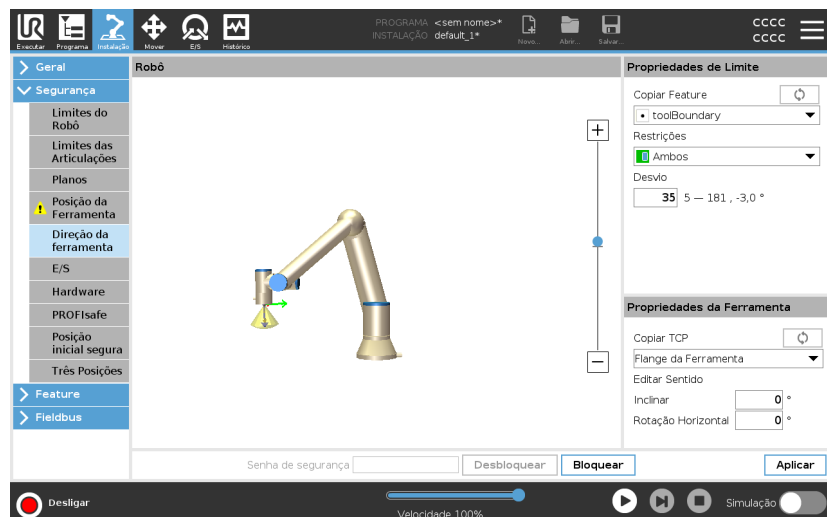 UR
Executar
Programa
Instalação
Mover
E/S
Histórico
PROGRAMA <sem nome>*
INSTALAÇÃO default_1*
Novo...
Abrir...
Salvar...
CCCC
CCCC
Geral
Segurança
Limites do
Robô
Limites das
Articulações
Planos
Posição da
Ferramenta
Direção da
ferramenta
E/S
Hardware
PROFIsafe
Posição
inicial segura
Três Posições
Feature
Fieldbus
Robô
Propriedades de Limite
Copiar Feature
toolBoundary
Restrições
Ambos
Desvio
35 5 — 181 , -3,0 °
Propriedades da Ferramenta
Copiar TCP
Flange da Ferramenta
Editar Sentido
Inclinar 0 °
Rotação Horizontal 0 °
Senha de segurança Desbloquear Bloquear Aplicar
Desligar
Velocidade 100%
Simulação